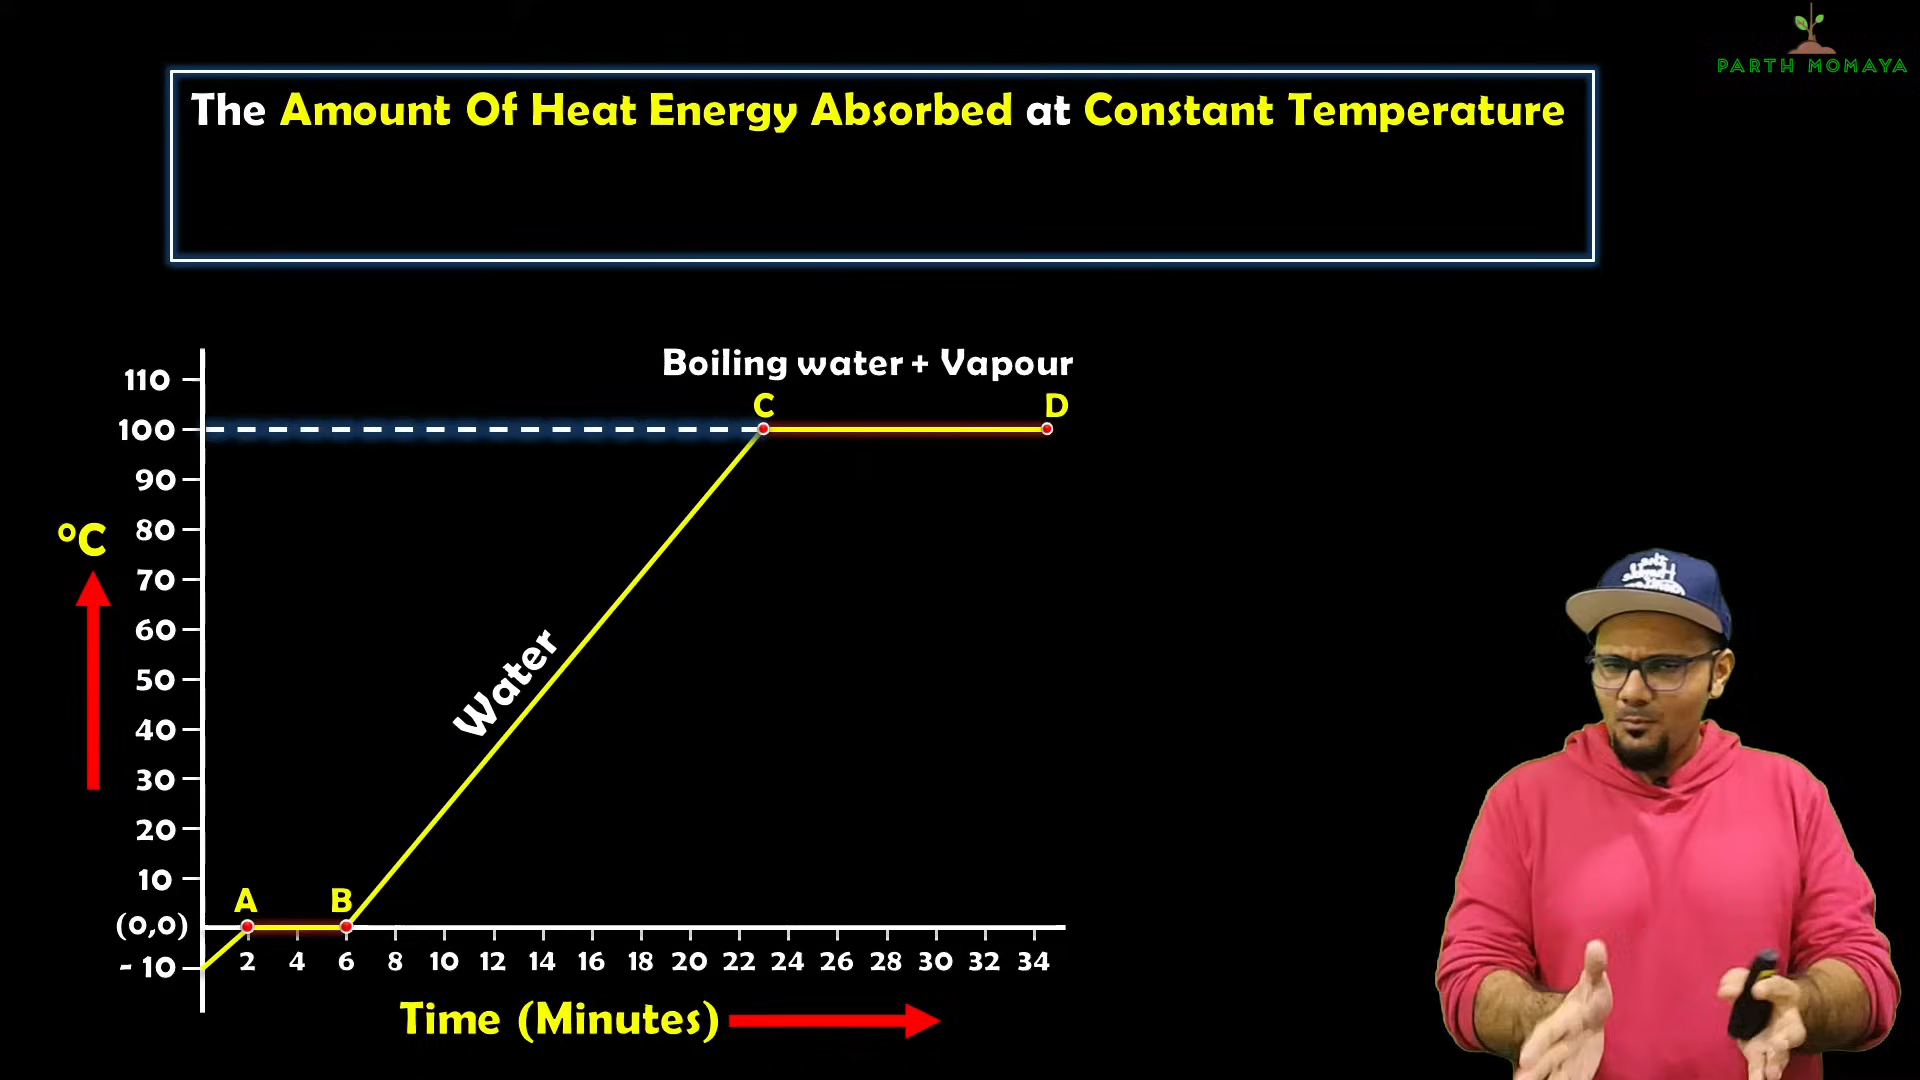 PARTH MOMAYA
The Amount Of Heat Energy Absorbed at Constant Temperature
Boiling water + Vapour
C D
110
100
90
°C
80
70
60
50
40
30
20
10
(0,0)
- 10
Water
A B
2 4 6 8 10 12 14 16 18 20 22 24 26 28 30 32 34
Time (Minutes)